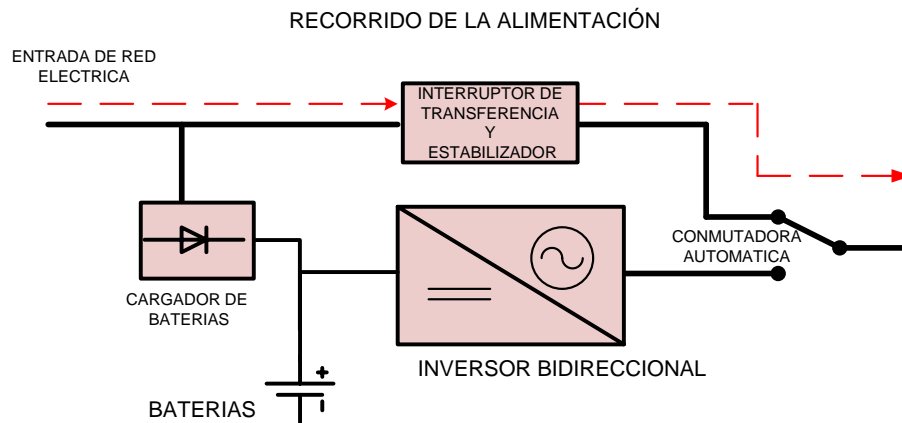 RECORRIDO DE LA ALIMENTACIÓN
ENTRADA DE RED
ELECTRICA
INTERRUPTOR DE
TRANSFERENCIA
Y
ESTABILIZADOR
CONMUTADORA
AUTOMATICA
CARGADOR DE
BATERIAS
INVERSOR BIDIRECCIONAL
BATERIAS